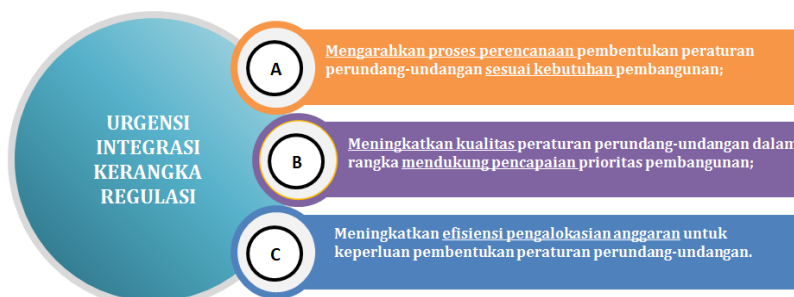 URGENSI
INTEGRASI
KERANGKA
REGULASI
A
Mengarahkan proses perencanaan pembentukan peraturan
perundang-undangan sesuai kebutuhan pembangunan;
B
Meningkatkan kualitas peraturan perundang-undangan dalam
rangka mendukung pencapaian prioritas pembangunan;
C
Meningkatkan efisiensi pengalokasian anggaran untuk
keperluan pembentukan peraturan perundang-undangan.